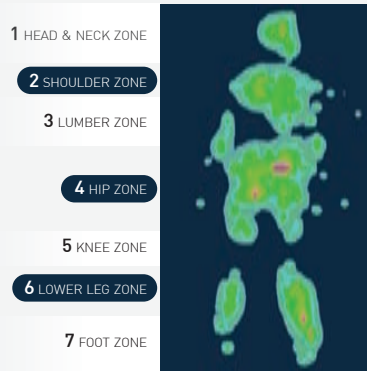 1 HEAD & NECK ZONE
2 SHOULDER ZONE
3 LUMBER ZONE
4 HIP ZONE
5 KNEE ZONE
6 LOWER LEG ZONE
7 FOOT ZONE